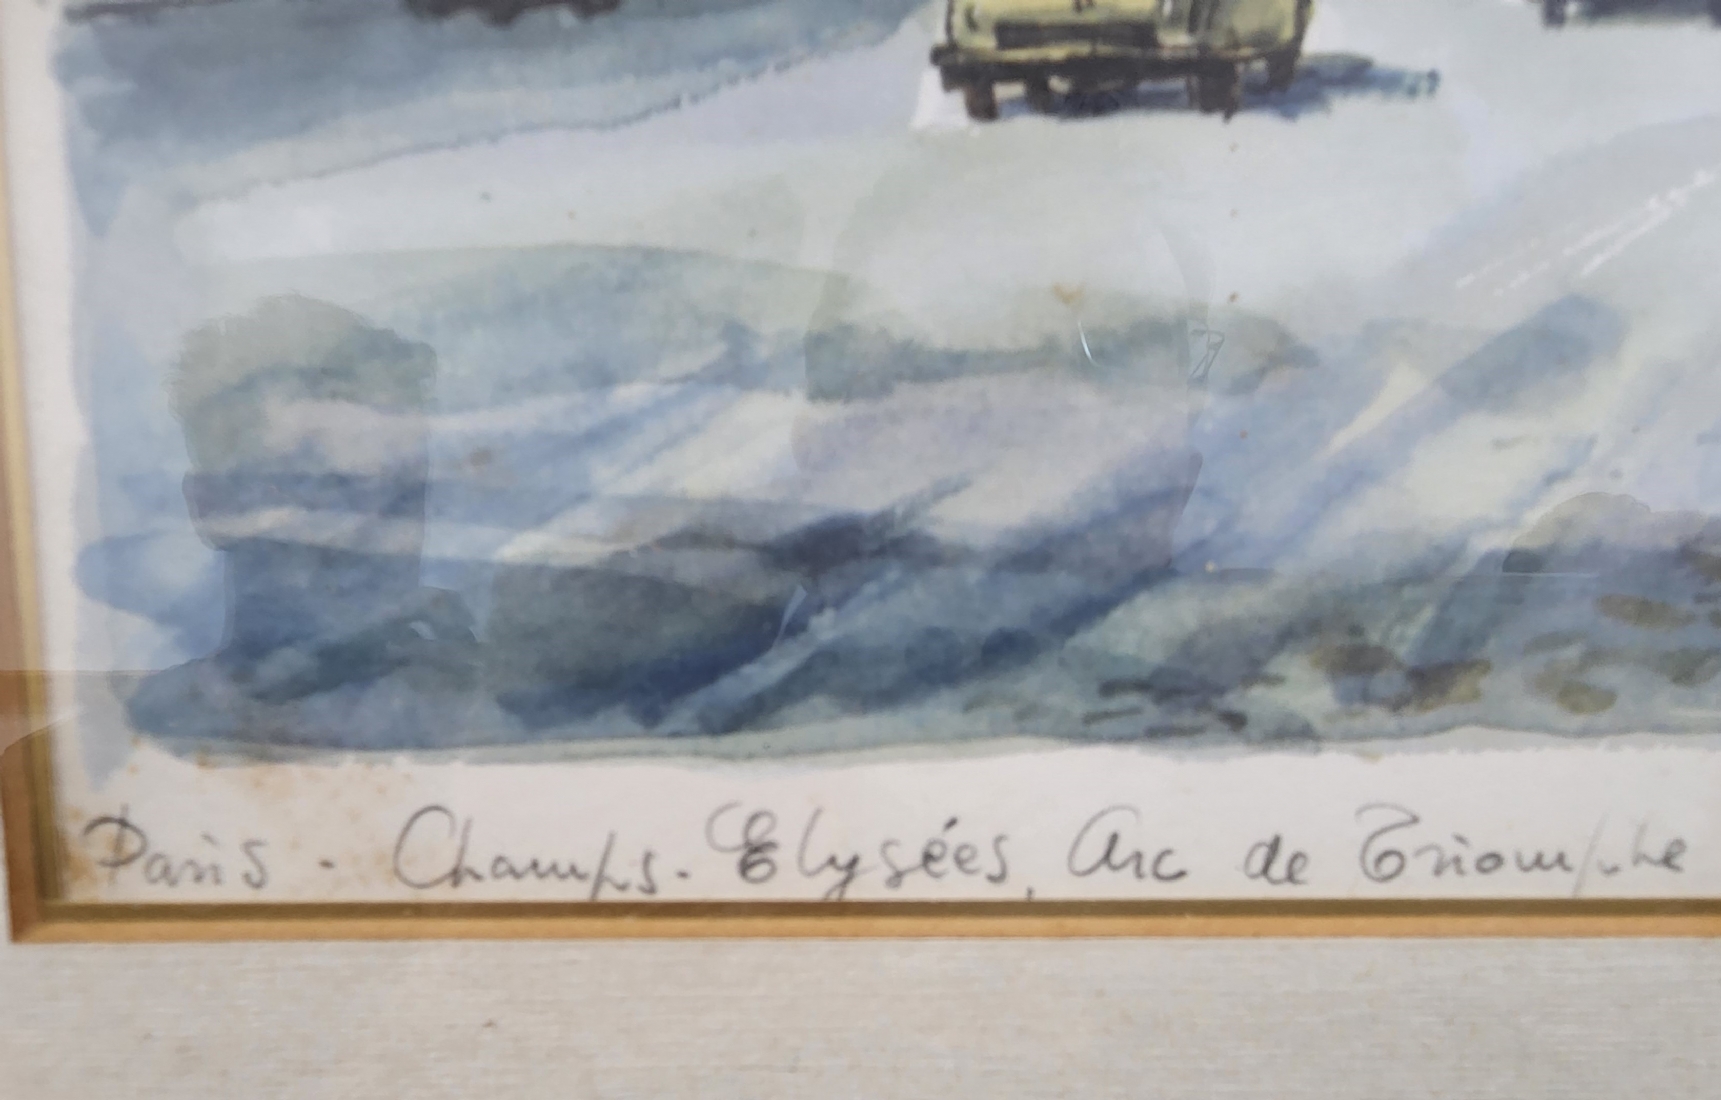 Paris - Champs-Elysées, Arc de Triomphe